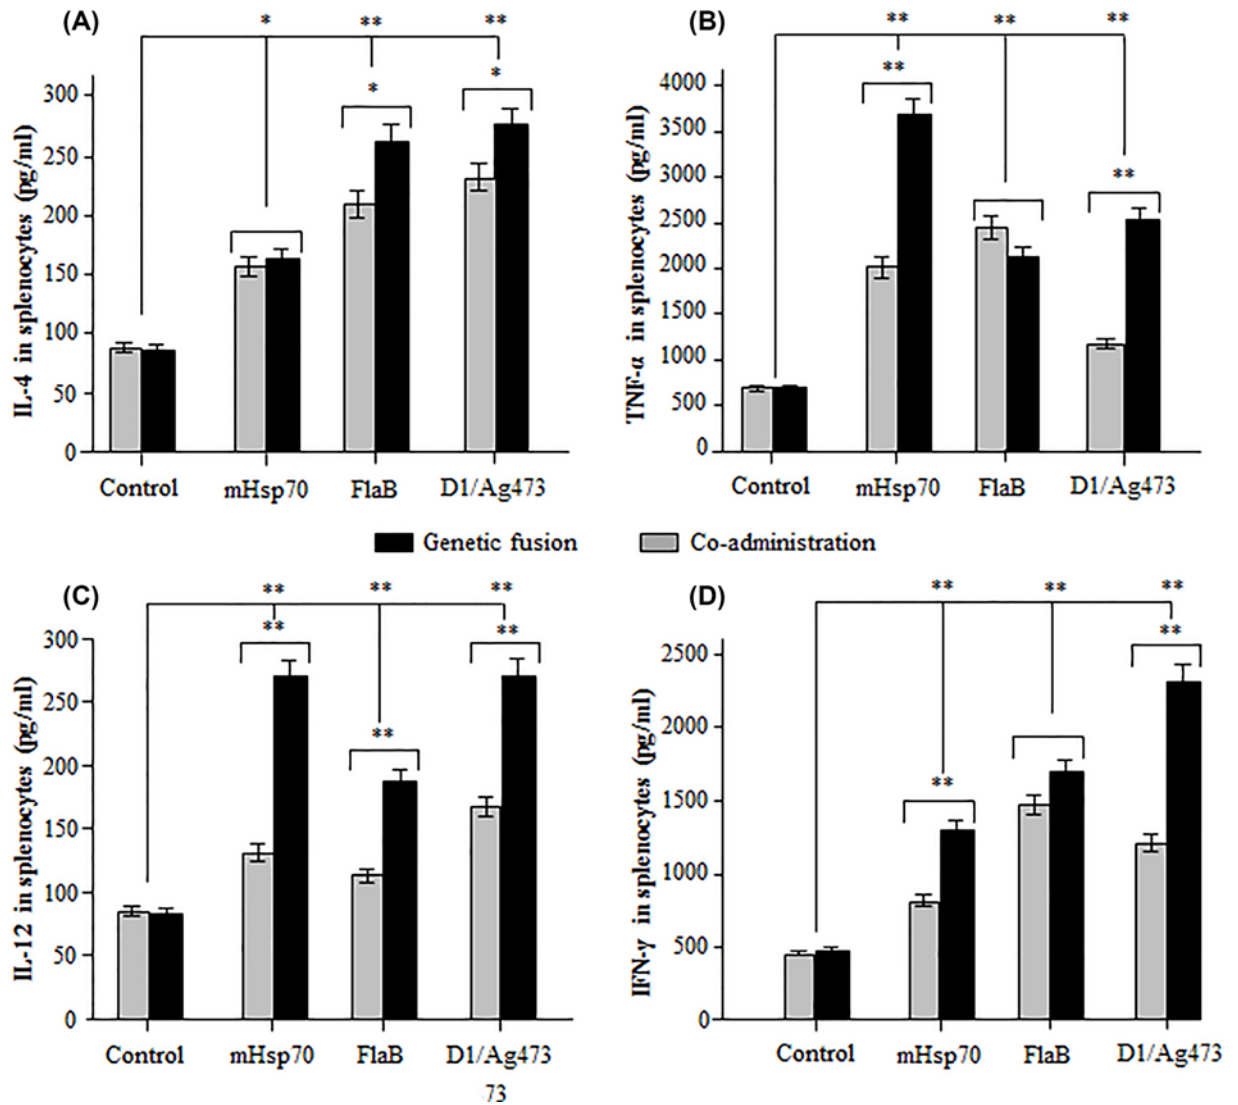 (A)
*
**
**
*
*
300
250
200
150
100
50
0
IL-4 in splenocytes (pg/ml)
Control
mHsp70
FlaB
D1/Ag473
(B)
**
**
**
**
**
4000
3500
3000
2500
2000
1500
1000
500
0
TNF-α in splenocytes (pg/ml)
Control
mHsp70
FlaB
D1/Ag473
Genetic fusion
Co-administration
(C)
**
**
**
**
**
**
300
250
200
150
100
50
0
IL-12 in splenocytes (pg/ml)
Control
mHsp70
FlaB
D1/Ag473
73
(D)
**
**
**
**
**
2500
2000
1500
1000
500
0
IFN-γ in splenocytes (pg/ml)
Control
mHsp70
FlaB
D1/Ag473